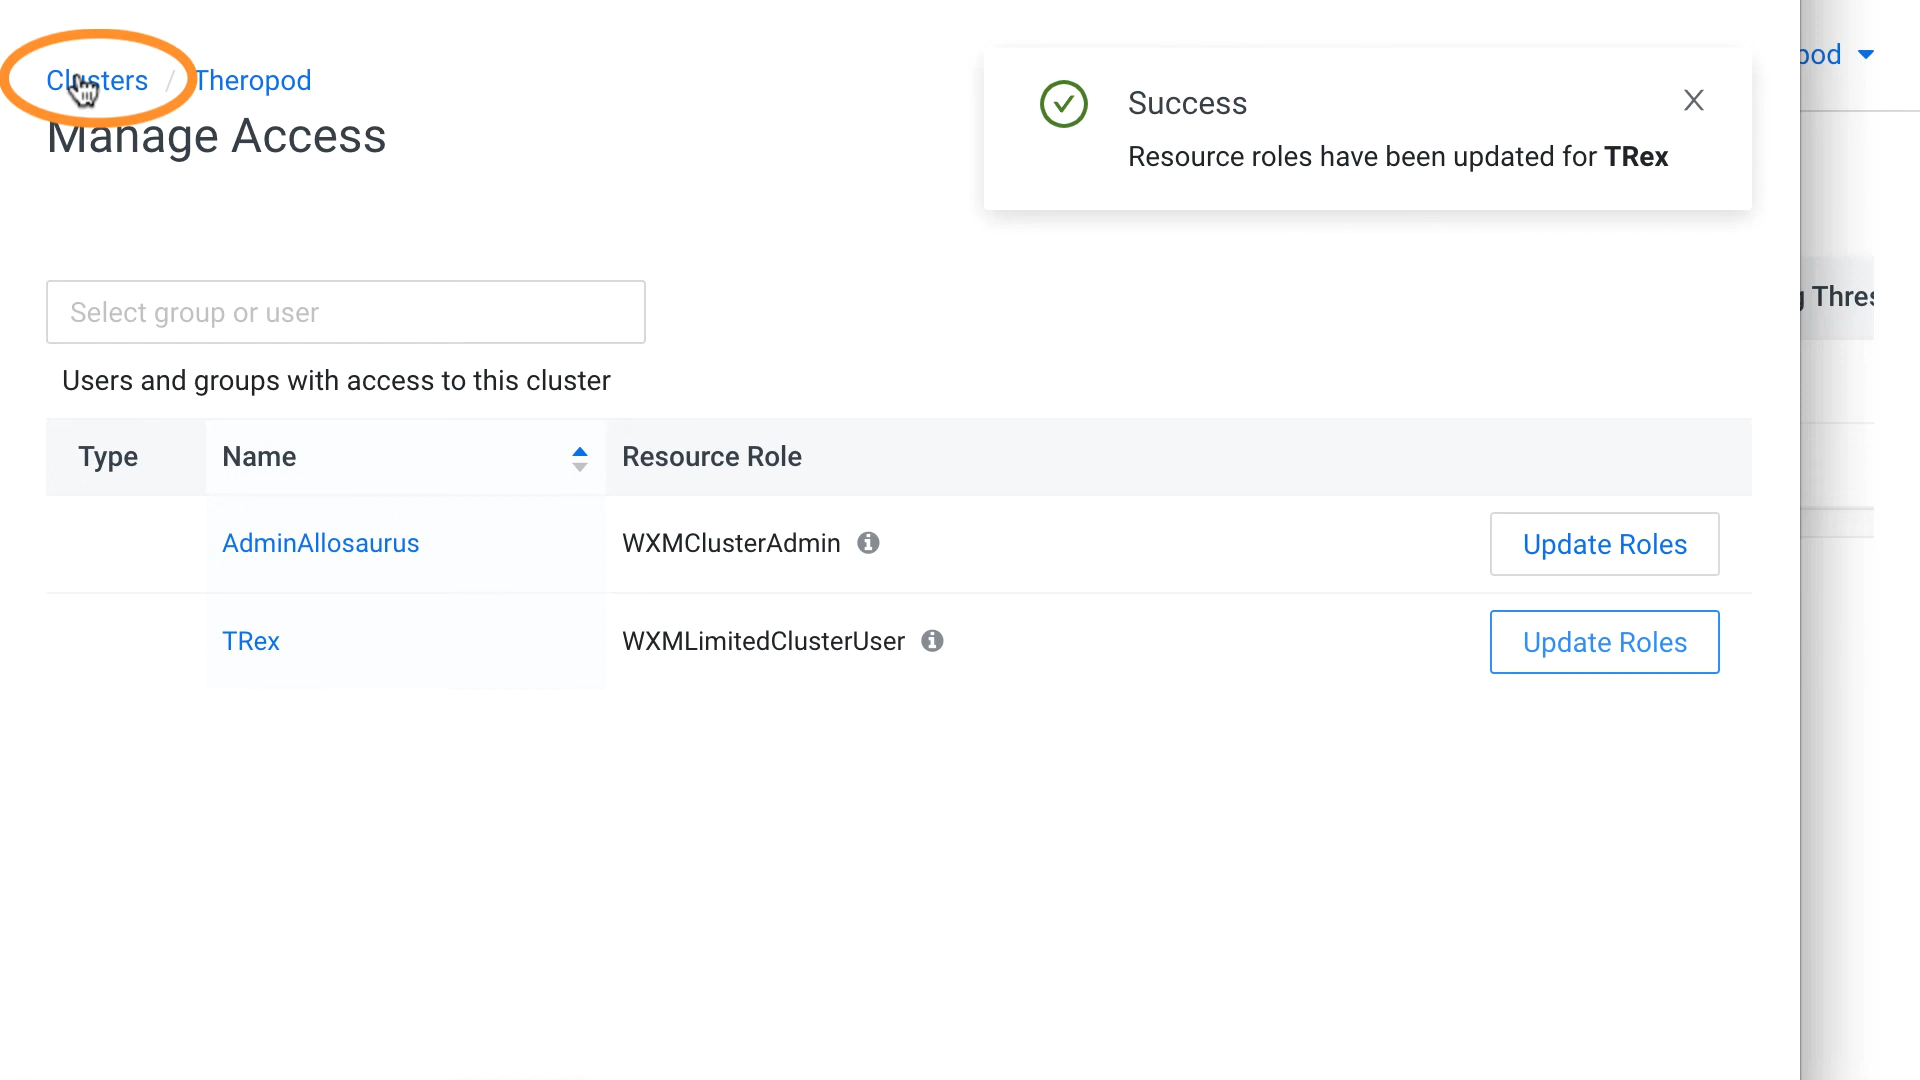 Clusters / Theropod
Manage Access
Success
Resource roles have been updated for TRex
Select group or user
Users and groups with access to this cluster
Type Name Resource Role
AdminAllosaurus WXMClusterAdmin Update Roles
TRex WXMLimitedClusterUser Update Roles